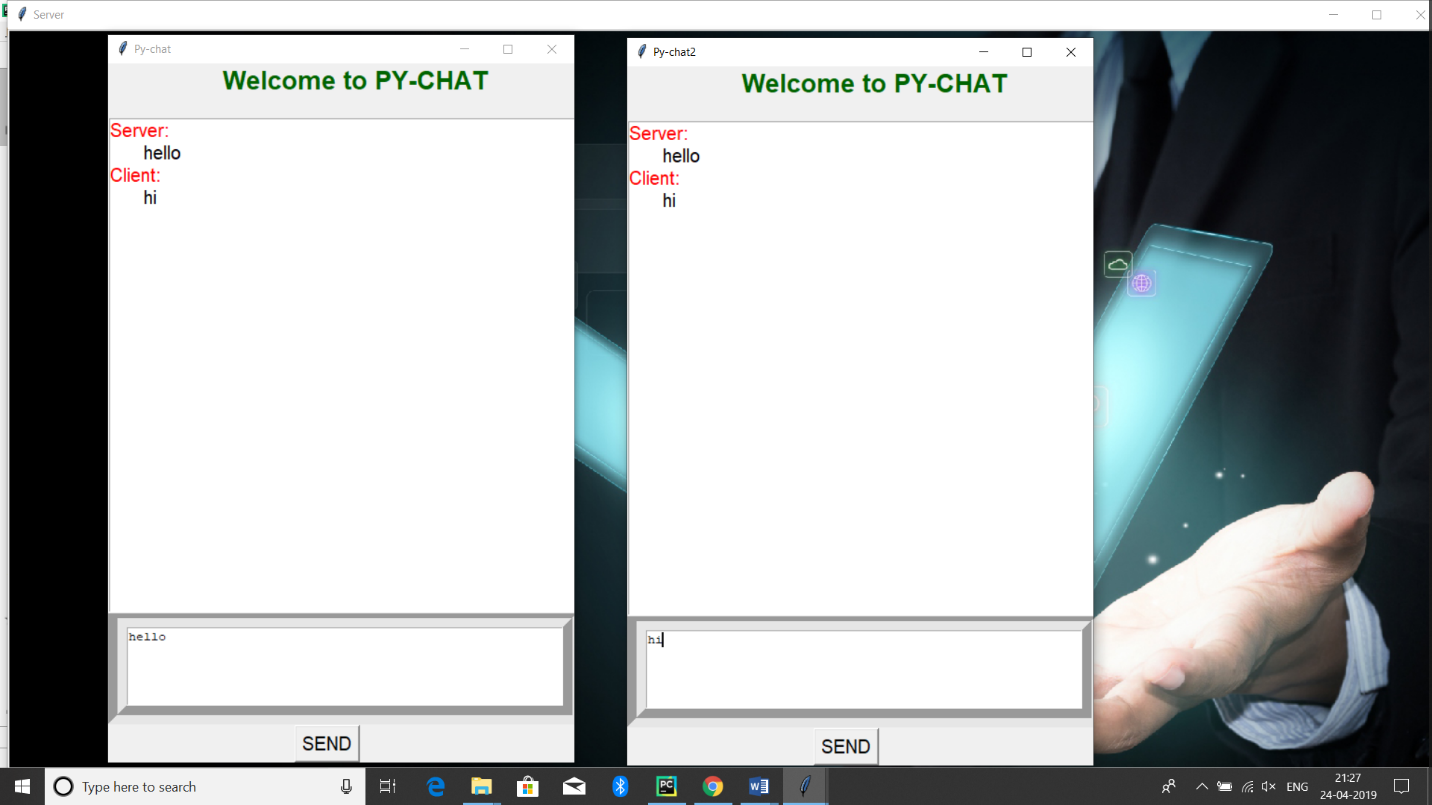 Server
Py-chat
Welcome to PY-CHAT
Server:
hello
Client:
hi
hello
SEND
Py-chat2
Welcome to PY-CHAT
Server:
hello
Client:
hi
hi
SEND
Type here to search
PC
W
ENG
21:27
24-04-2019